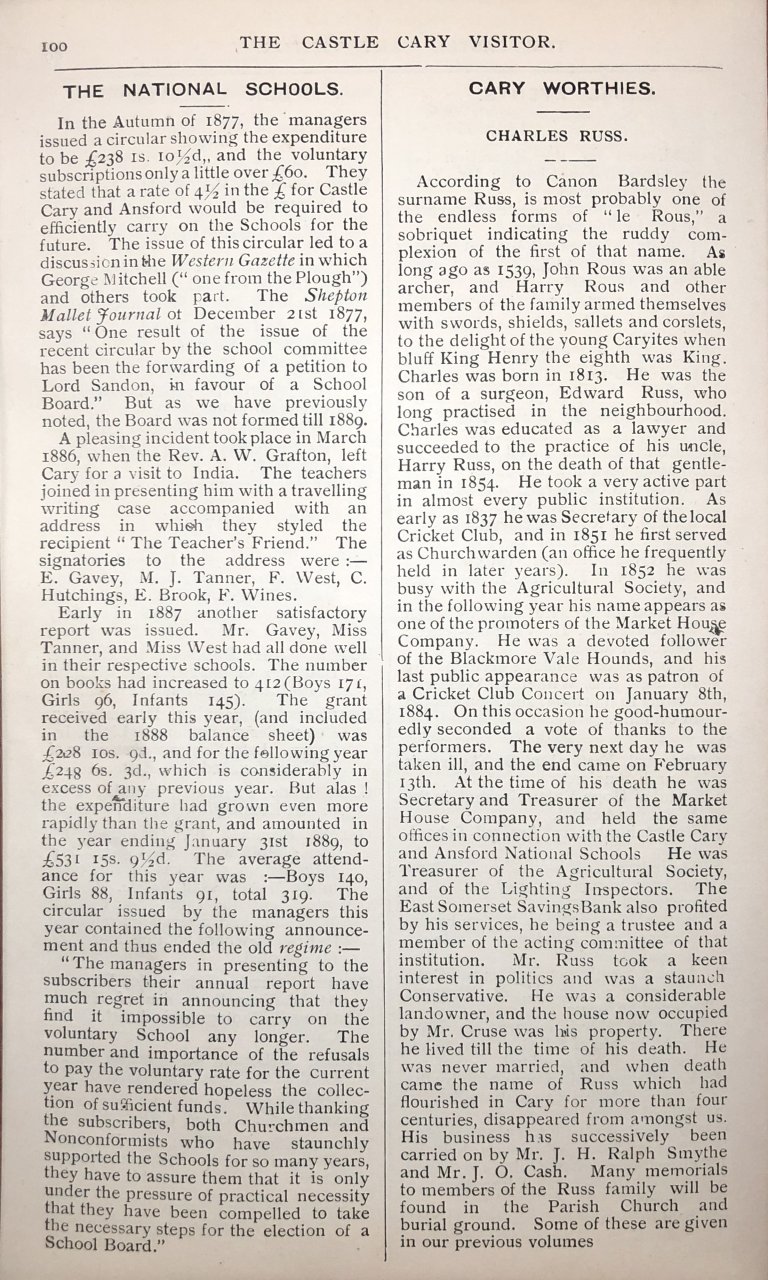 100
THE CASTLE CARY VISITOR.
THE NATIONAL SCHOOLS.
In the Autumn of 1877, the managers
issued a circular showing the expenditure
to be £238 1s. 10½d,, and the voluntary
subscriptions only a little over £60. They
stated that a rate of 4½ in the £ for Castle
Cary and Ansford would be required to
efficiently carry on the Schools for the
future. The issue of this circular led to a
discussion in the Western Gazette in which
George Mitchell (“ one from the Plough”)
and others took part. The Shepton
Mallet Journal ot December 21st 1877,
says “One result of the issue of the
recent circular by the school committee
has been the forwarding of a petition to
Lord Sandon, in favour of a School
Board.” But as we have previously
noted, the Board was not formed till 1889.
A pleasing incident took place in March
1886, when the Rev. A. W. Grafton, left
Cary for a visit to India. The teachers
joined in presenting him with a travelling
writing case accompanied with an
address in which they styled the
recipient “ The Teacher's Friend.” The
signatories to the address were :—
E. Gavey, M. J. Tanner, F. West, C.
Hutchings, E. Brook, F. Wines.
Early in 1887 another satisfactory
report was issued. Mr. Gavey, Miss
Tanner, and Miss West had all done well
in their respective schools. The number
on books had increased to 412 (Boys 171,
Girls 96, Infants 145). The grant
received early this year, (and included
in the 1888 balance sheet) was
£228 10s. 9d., and for the following year
£248 6s. 3d., which is considerably in
excess of any previous year. But alas !
the expenditure had grown even more
rapidly than the grant, and amounted in
the year ending January 31st 1889, to
£531 15s. 9½d. The average attend-
ance for this year was :—Boys 140,
Girls 88, Infants 91, total 319. The
circular issued by the managers this
year contained the following announce-
ment and thus ended the old regime :—
“The managers in presenting to the
subscribers their annual report have
much regret in announcing that they
find it impossible to carry on the
voluntary School any longer. The
number and importance of the refusals
to pay the voluntary rate for the current
year have rendered hopeless the collec-
tion of sufficient funds. While thanking
the subscribers, both Churchmen and
Nonconformists who have staunchly
supported the Schools for so many years,
they have to assure them that it is only
under the pressure of practical necessity
that they have been compelled to take
the necessary steps for the election of a
School Board.”
CARY WORTHIES.
CHARLES RUSS.
According to Canon Bardsley the
surname Russ, is most probably one of
the endless forms of “le Rous,” a
sobriquet indicating the ruddy com-
plexion of the first of that name. As
long ago as 1539, John Rous was an able
archer, and Harry Rous and other
members of the family armed themselves
with swords, shields, sallets and corslets,
to the delight of the young Caryites when
bluff King Henry the eighth was King.
Charles was born in 1813. He was the
son of a surgeon, Edward Russ, who
long practised in the neighbourhood.
Charles was educated as a lawyer and
succeeded to the practice of his uncle,
Harry Russ, on the death of that gentle-
man in 1854. He took a very active part
in almost every public institution. As
early as 1837 he was Secretary of the local
Cricket Club, and in 1851 he first served
as Churchwarden (an office he frequently
held in later years). In 1852 he was
busy with the Agricultural Society, and
in the following year his name appears as
one of the promoters of the Market House
Company. He was a devoted follower
of the Blackmore Vale Hounds, and his
last public appearance was as patron of
a Cricket Club Concert on January 8th,
1884. On this occasion he good-humour-
edly seconded a vote of thanks to the
performers. The very next day he was
taken ill, and the end came on February
13th. At the time of his death he was
Secretary and Treasurer of the Market
House Company, and held the same
offices in connection with the Castle Cary
and Ansford National Schools He was
Treasurer of the Agricultural Society,
and of the Lighting Inspectors. The
East Somerset Savings Bank also profited
by his services, he being a trustee and a
member of the acting committee of that
institution. Mr. Russ took a keen
interest in politics and was a staunch
Conservative. He was a considerable
landowner, and the house now occupied
by Mr. Cruse was his property. There
he lived till the time of his death. He
was never married, and when death
came the name of Russ which had
flourished in Cary for more than four
centuries, disappeared from amongst us.
His business has successively been
carried on by Mr. J. H. Ralph Smythe
and Mr. J. O. Cash. Many memorials
to members of the Russ family will be
found in the Parish Church and
burial ground. Some of these are given
in our previous volumes